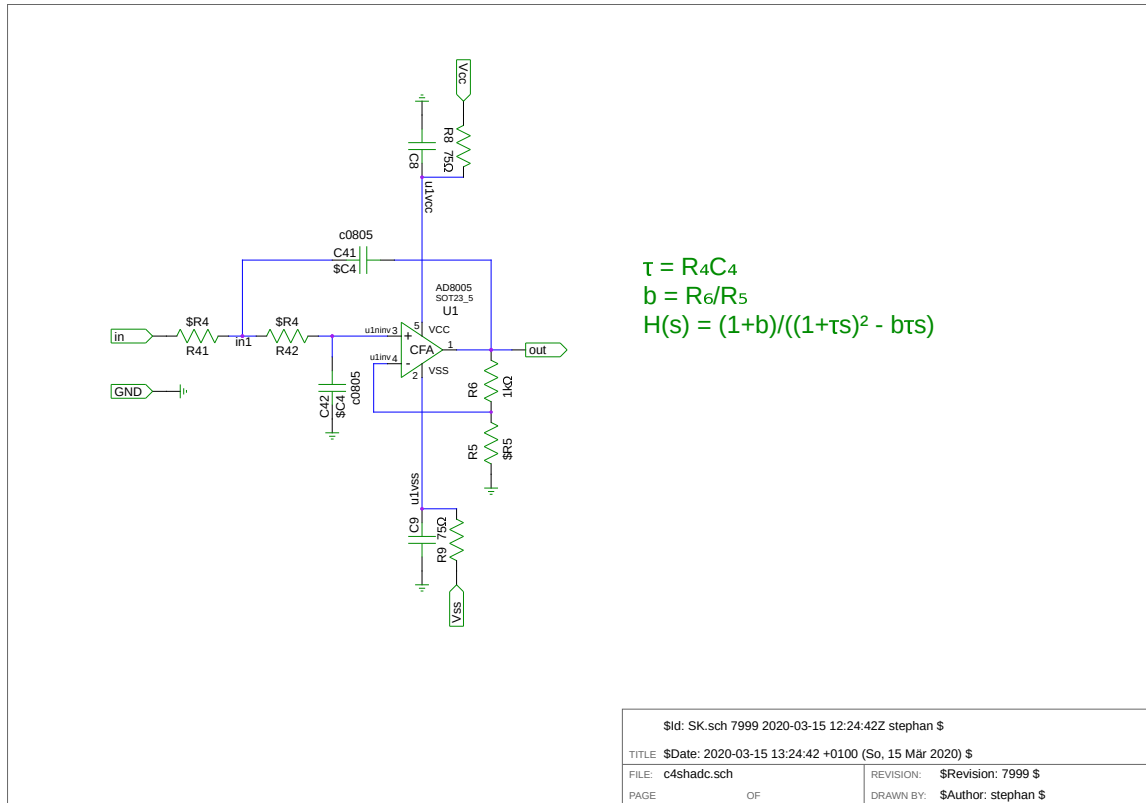 Vcc
R8 75Ω
C8
u1vcc
c0805
C41
$C4
AD8005
SOT23_5
U1
in
$R4
R41
in1
$R4
R42
u1ninv 3
+
5
VCC
CFA
1
out
u1inv 4
-
2
VSS
GND
C42
$C4
c0805
R6
1kΩ
R5
$R5
u1vss
C9
R9 75Ω
Vss
τ = R₄C₄
b = R₆/R₅
H(s) = (1+b)/((1+τs)² - bτs)
$Id: SK.sch 7999 2020-03-15 12:24:42Z stephan $
TITLE $Date: 2020-03-15 13:24:42 +0100 (So, 15 Mär 2020) $
FILE: c4shadc.sch
REVISION: $Revision: 7999 $
PAGE OF
DRAWN BY: $Author: stephan $